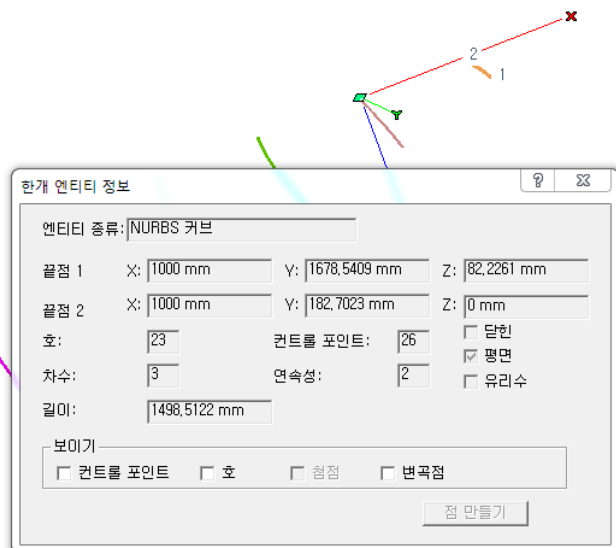 X
2
1
Y
한개 엔티티 정보
엔티티 종류: NURBS 커브
끝점 1 X: 1000 mm Y: 1678,5409 mm Z: 82,2261 mm
끝점 2 X: 1000 mm Y: 182,7023 mm Z: 0 mm
호: 23 컨트롤 포인트: 26 닫힌
평면
차수: 3 연속성: 2 유리수
길이: 1498,5122 mm
보이기
컨트롤 포인트 호 첨점 변곡점
점 만들기